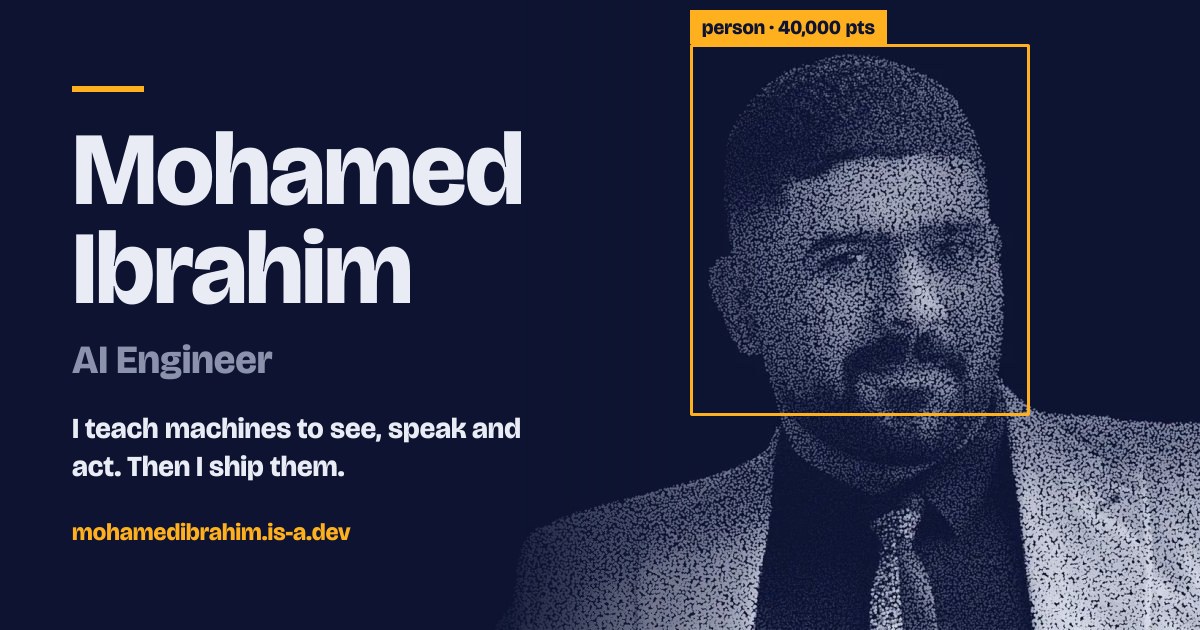 person · 40,000 pts
Mohamed
Ibrahim
AI Engineer
I teach machines to see, speak and
act. Then I ship them.
mohamedibrahim.is-a.dev